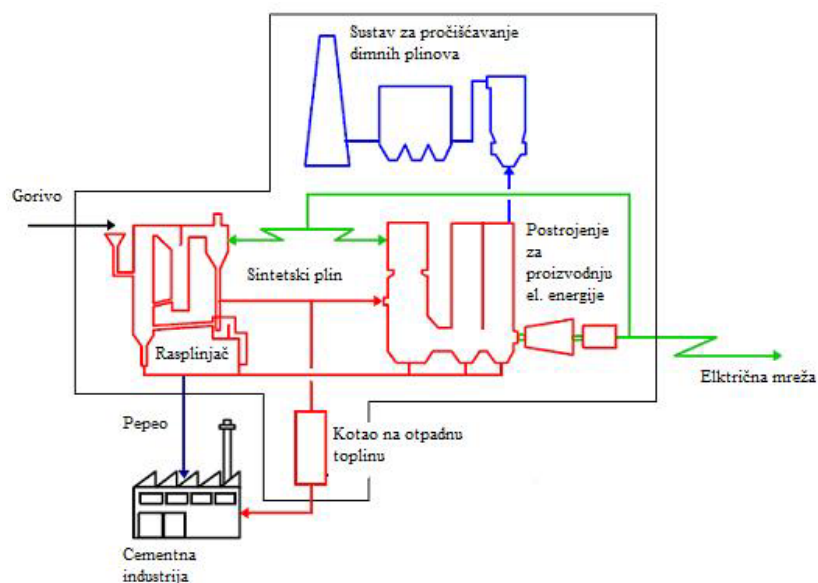 Sustav za pročišćavanje
dimnih plinova
Gorivo
Postrojenje
za
proizvodnju
el. energije
Sintetski plin
Rasplinjač
Elktrična mreža
Pepeo
Kotao na otpadnu
toplinu
Cementna
industrija